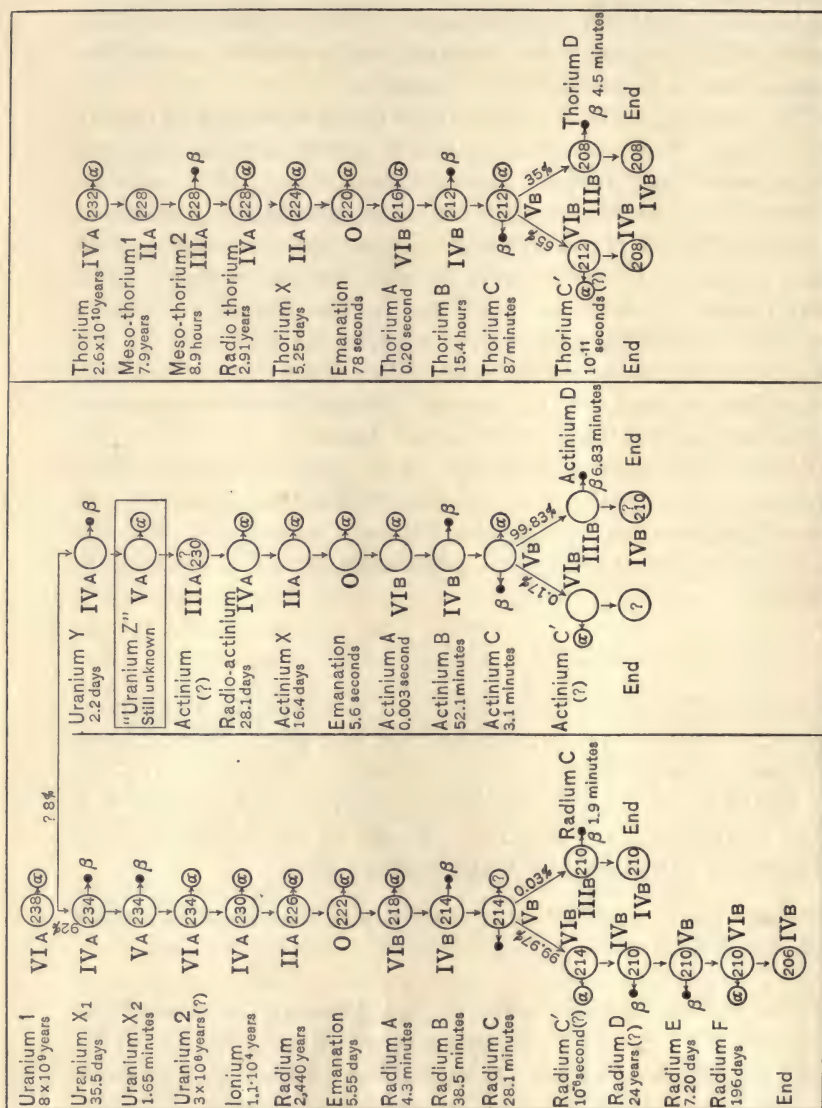 Uranium 1
8 x 10⁹ years
VI A
238
α
92%
? 8%
Uranium X₁
35.5 days
IV A
234
β
Uranium X₂
1.65 minutes
V A
234
β
Uranium 2
3 x 10⁶ years (?)
VI A
234
α
Ionium
1.1·10⁴ years
IV A
230
α
Radium
2,440 years
II A
226
α
Emanation
5.55 days
O
222
α
Radium A
4.3 minutes
VI B
218
α
Radium B
38.5 minutes
IV B
214
β
Radium C
28.1 minutes
214
?
V B
99.97%
0.03%
Radium C′
10⁻⁶ second(?)
α
214
VI B
III B
210
Radium C
β 1.9 minutes
Radium D
24 years (?)
β
210
IV B
IV B
210
End
Radium E
7.20 days
β
210
V B
Radium F
196 days
α
210
VI B
End
206
IV B
Uranium Y
2.2 days
IV A
β
"Uranium Z"
Still unknown
V A
α
Actinium
(?)
III A
?
230
Radio-actinium
28.1 days
IV A
α
Actinium X
16.4 days
II A
α
Emanation
5.6 seconds
O
α
Actinium A
0.003 second
VI B
α
Actinium B
52.1 minutes
IV B
β
Actinium C
3.1 minutes
β
α
V B
0.17%
99.83%
Actinium C′
(?)
α
VI B
III B
Actinium D
β 6.83 minutes
End
?
IV B
?
210
End
Thorium
2.6x10¹⁰years
IV A
232
α
Meso-thorium 1
7.9 years
II A
228
Meso-thorium 2
8.9 hours
III A
228
β
Radio thorium
2.91 years
IV A
228
α
Thorium X
5.25 days
II A
224
α
Emanation
78 seconds
O
220
α
Thorium A
0.20 second
VI B
216
α
Thorium B
15.4 hours
IV B
212
β
Thorium C
87 minutes
β
212
α
V B
65%
35%
Thorium C′
10⁻¹¹
seconds (?)
α
212
VI B
III B
208
Thorium D
β 4.5 minutes
End
208
IV B
IV B
208
End